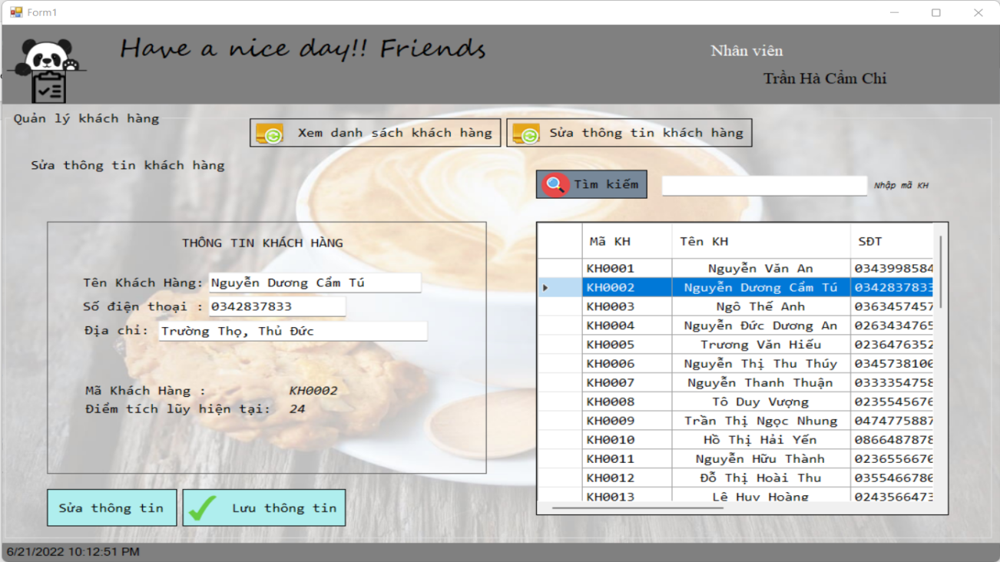 Form1
Have a nice day!! Friends
Nhân viên
Trần Hà Cẩm Chi
Quản lý khách hàng
Xem danh sách khách hàng
Sửa thông tin khách hàng
Sửa thông tin khách hàng
Tìm kiếm
Nhập mã KH
THÔNG TIN KHÁCH HÀNG
Tên Khách Hàng: Nguyễn Dương Cẩm Tú
Số điện thoại : 0342837833
Địa chỉ: Trường Thọ, Thủ Đức
Mã Khách Hàng : KH0002
Điểm tích lũy hiện tại: 24
Sửa thông tin
Lưu thông tin
Mã KH Tên KH SĐT
KH0001 Nguyễn Văn An 0343998584
KH0002 Nguyễn Dương Cẩm Tú 0342837833
KH0003 Ngô Thế Anh 0363457457
KH0004 Nguyễn Đức Dương An 0263434765
KH0005 Trương Văn Hiếu 0236476352
KH0006 Nguyễn Thị Thu Thúy 0345738100
KH0007 Nguyễn Thanh Thuận 0333354758
KH0008 Tô Duy Vượng 0235545676
KH0009 Trần Thị Ngọc Nhung 0474775887
KH0010 Hồ Thị Hải Yến 0866487878
KH0011 Nguyễn Hữu Thành 0236556670
KH0012 Đỗ Thị Hoài Thu 0355466780
KH0013 Lê Huy Hoàng 0243566473
6/21/2022 10:12:51 PM